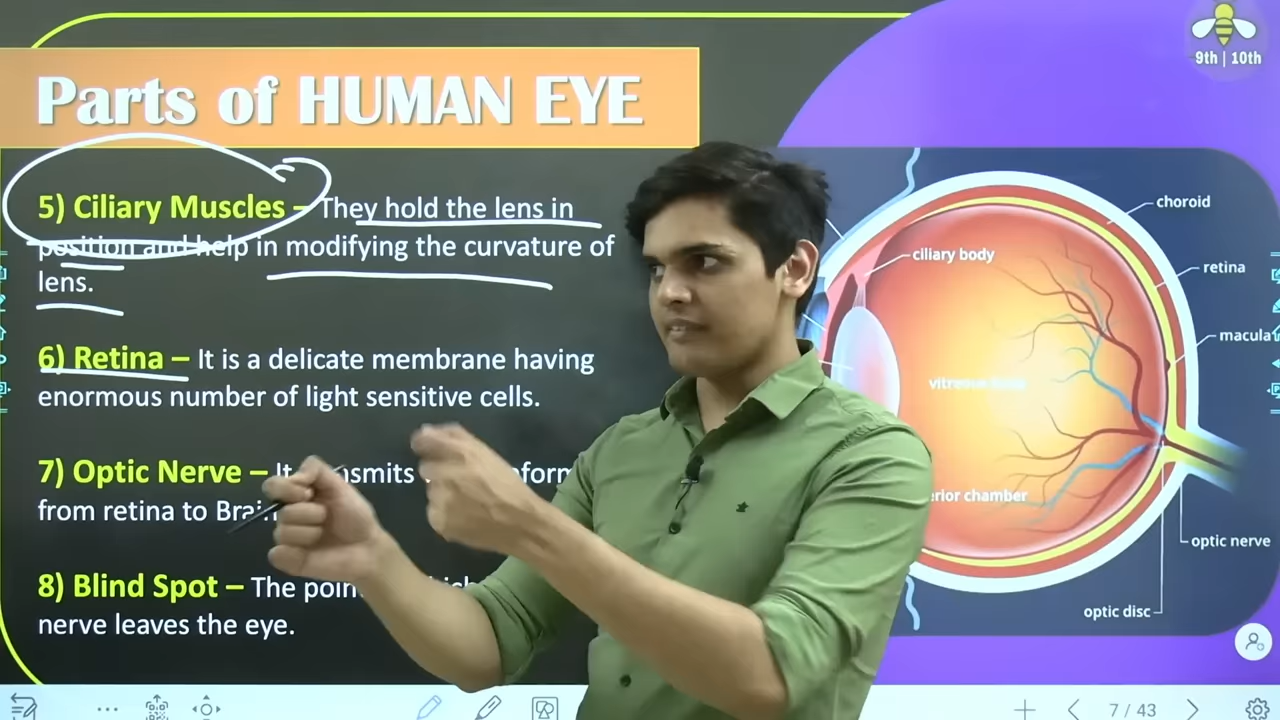 Parts of HUMAN EYE
9th | 10th
5) Ciliary Muscles – They hold the lens in
position and help in modifying the curvature of
lens.
6) Retina – It is a delicate membrane having
enormous number of light sensitive cells.
7) Optic Nerve – It
from retina to
8) Blind Spot – The
nerve leaves the eye.
choroid
ciliary body
retina
macula
vitreous
chamber
optic nerve
optic disc
7 / 43